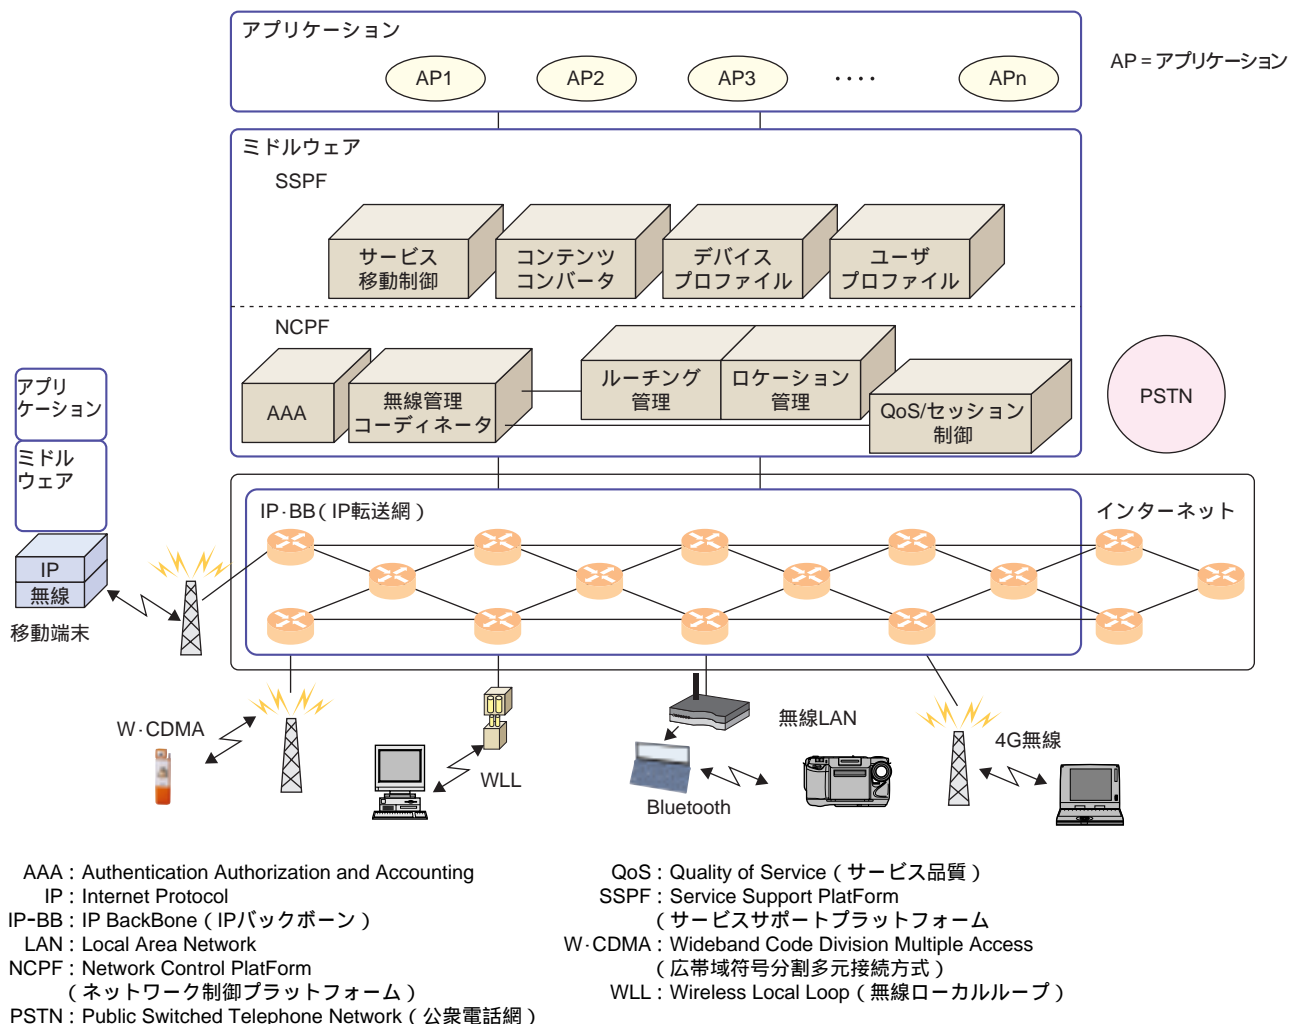 アプリケーション
AP1
AP2
AP3
・・・・
APn
AP = アプリケーション
ミドルウェア
SSPF
サービス
移動制御
コンテンツ
コンバータ
デバイス
プロファイル
ユーザ
プロファイル
NCPF
AAA
無線管理
コーディネータ
ルーチング
管理
ロケーション
管理
QoS/セッション
制御
PSTN
アプリ
ケーション
ミドル
ウェア
IP
無線
移動端末
IP·BB（IP転送網）
インターネット
W·CDMA
WLL
Bluetooth
無線LAN
4G無線
AAA : Authentication Authorization and Accounting
IP : Internet Protocol
IP-BB : IP BackBone（IPバックボーン）
LAN : Local Area Network
NCPF : Network Control PlatForm
（ネットワーク制御プラットフォーム）
PSTN : Public Switched Telephone Network（公衆電話網）
QoS : Quality of Service（サービス品質）
SSPF : Service Support PlatForm
（サービスサポートプラットフォーム
W·CDMA : Wideband Code Division Multiple Access
（広帯域符号分割多元接続方式）
WLL : Wireless Local Loop（無線ローカルループ）